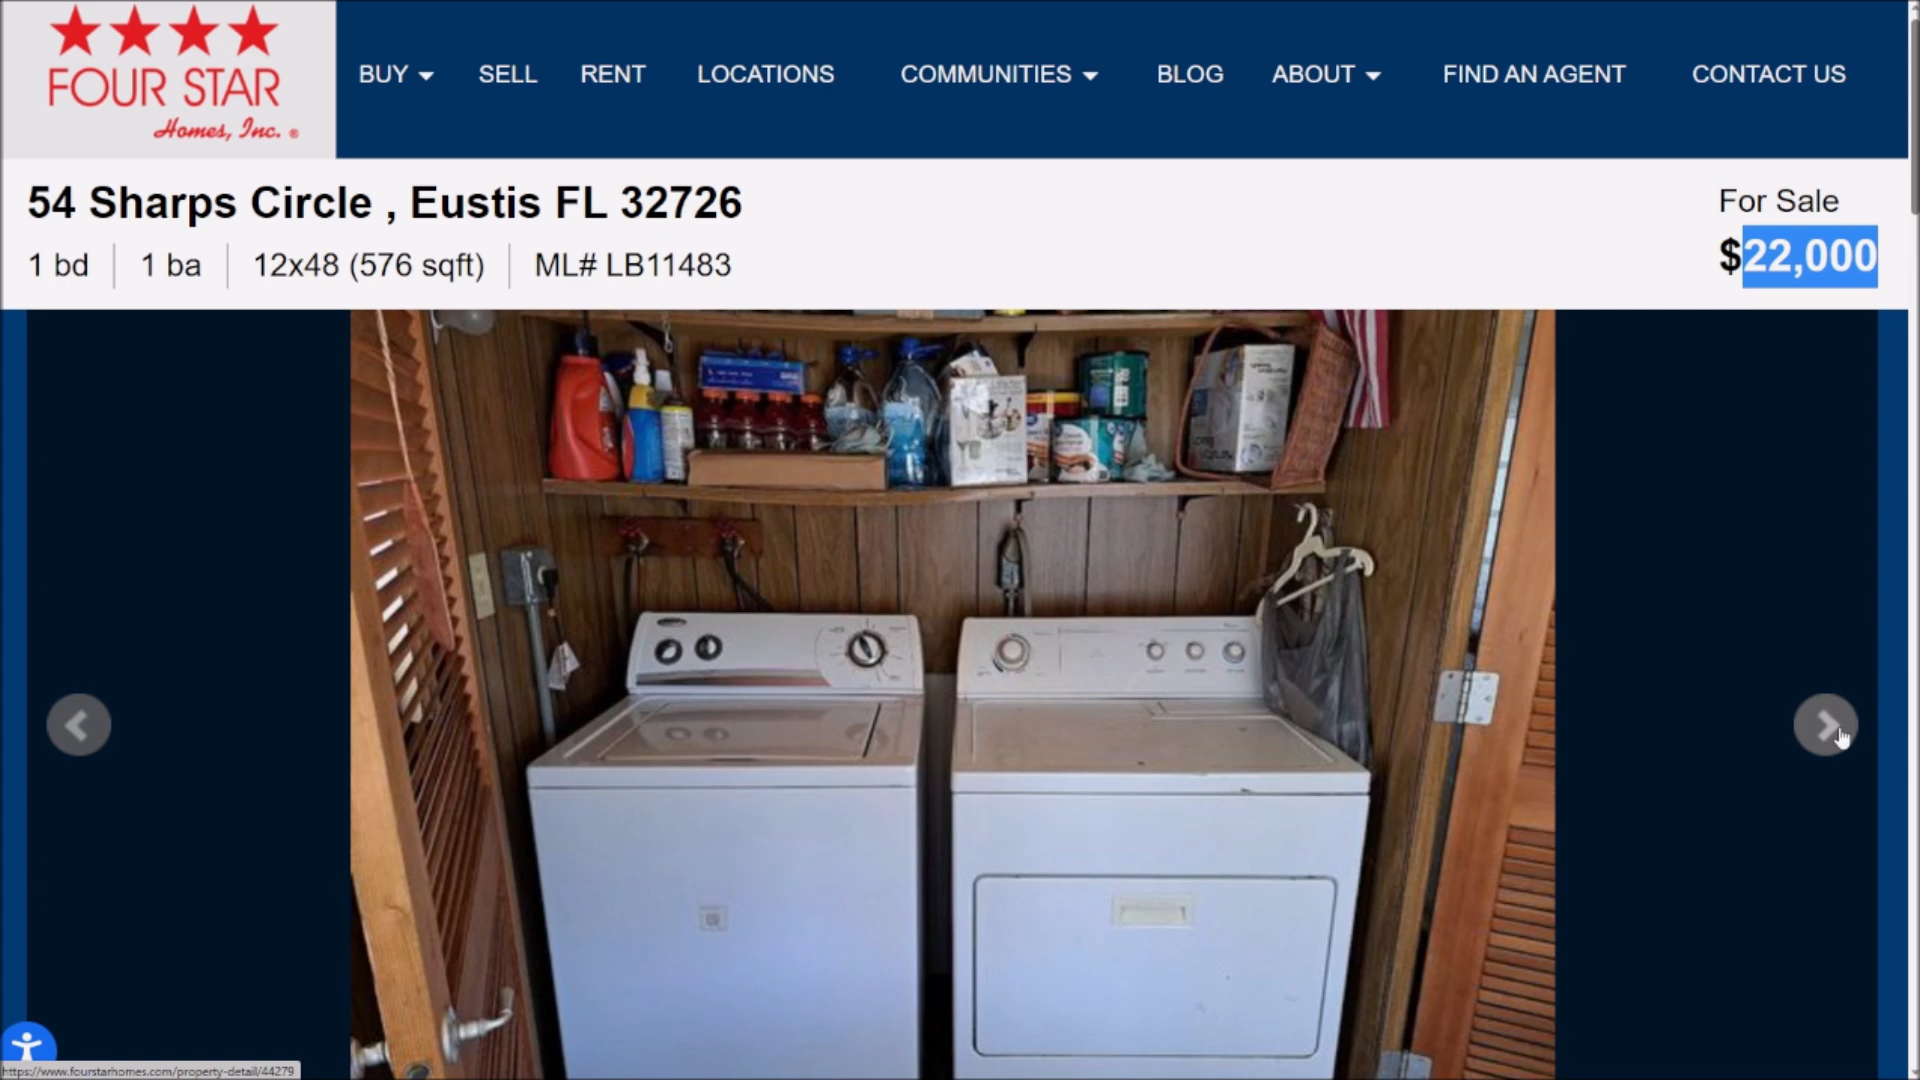 FOUR STAR
Homes, Inc. ®
BUY
SELL
RENT
LOCATIONS
COMMUNITIES
BLOG
ABOUT
FIND AN AGENT
CONTACT US
54 Sharps Circle , Eustis FL 32726
For Sale
1 bd
1 ba
12x48 (576 sqft)
ML# LB11483
$22,000
https://www.fourstarhomes.com/property-detail/44279